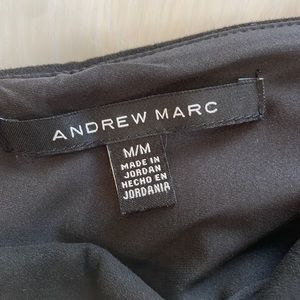 ANDREW MARC
M/M
MADE IN
JORDAN
HECHO EN
JORDANIA